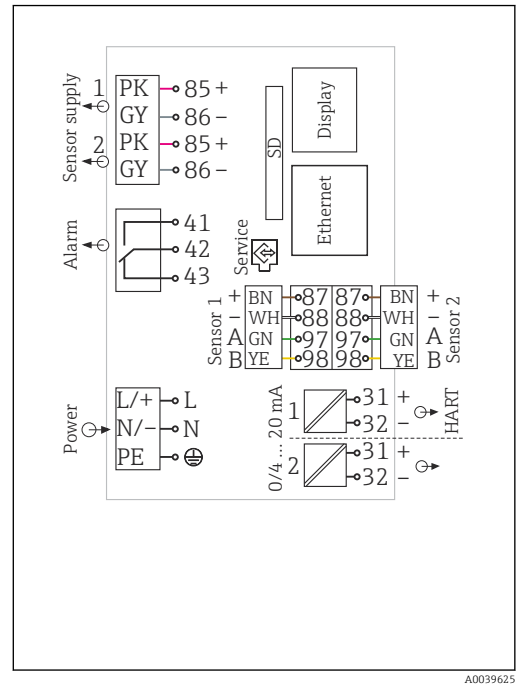 Sensor supply
1 PK 85 +
GY 86 −
2 PK 85 +
GY 86 −
Display
SD
Ethernet
Alarm
41
42
43
Service
Sensor 1
+ BN 87 87 BN +
− WH 88 88 WH −
A GN 97 97 GN A
B YE 98 98 YE B
Sensor 2
Power
L/+ L
N/− N
PE
0/4 ... 20 mA
1 31 +
32 −
HART
2 31 +
32 −
A0039625